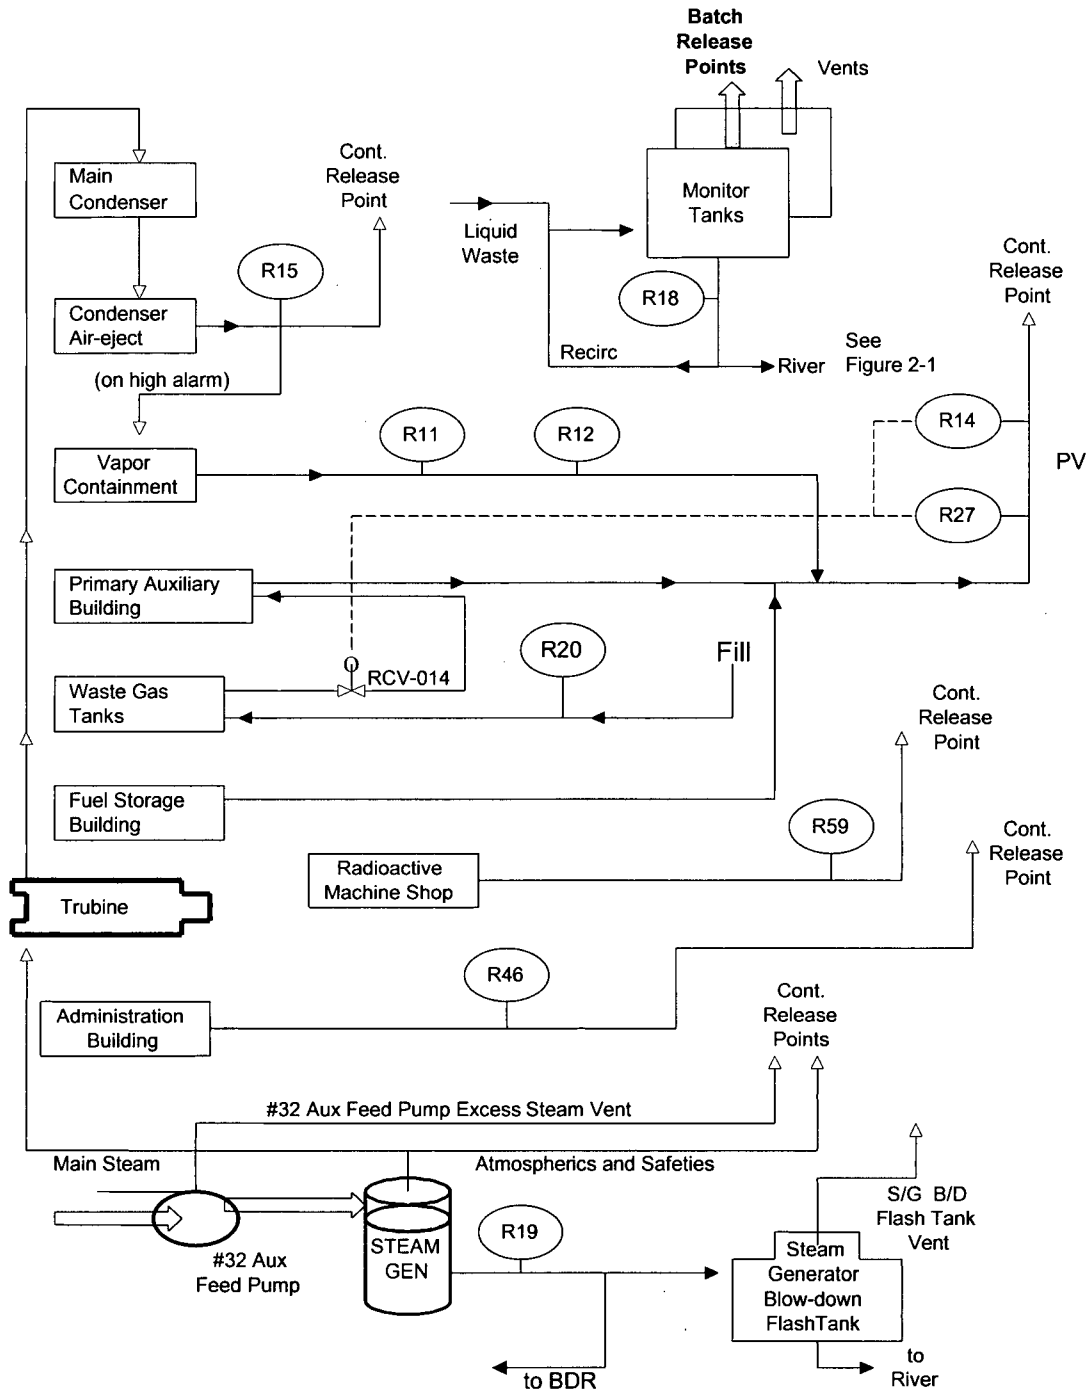 Batch
Release
Points
Vents
Main
Condenser
Cont.
Release
Point
Liquid
Waste
Monitor
Tanks
R15
R18
Cont.
Release
Point
Condenser
Air-eject
Recirc
River
See
Figure 2-1
(on high alarm)
R11
R12
R14
Vapor
Containment
PV
R27
Primary Auxiliary
Building
R20
Fill
RCV-014
Waste Gas
Tanks
Cont.
Release
Point
Fuel Storage
Building
R59
Cont.
Release
Point
Radioactive
Machine Shop
Trubine
R46
Administration
Building
Cont.
Release
Points
#32 Aux Feed Pump Excess Steam Vent
Main Steam
Atmospherics and Safeties
S/G B/D
Flash Tank
Vent
#32 Aux
Feed Pump
STEAM
GEN
R19
Steam
Generator
Blow-down
FlashTank
to BDR
to
River